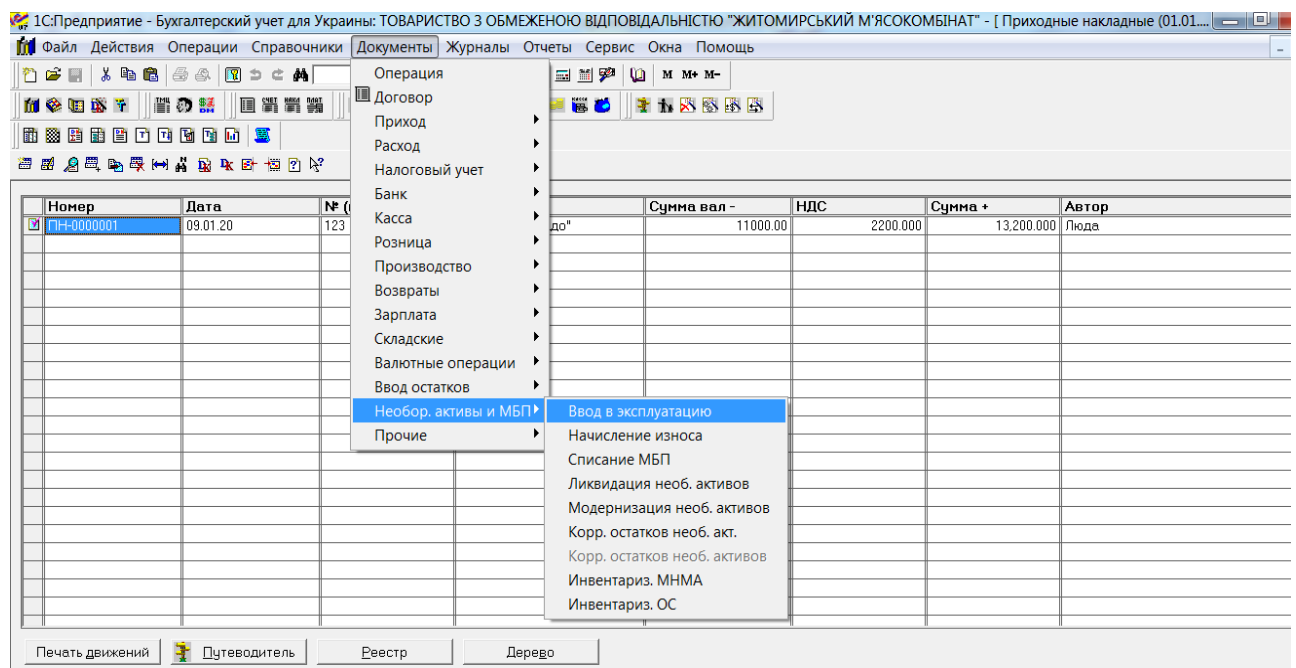 1С:Предприятие - Бухгалтерский учет для Украины: ТОВАРИСТВО З ОБМЕЖЕНОЮ ВІДПОВІДАЛЬНІСТЮ "ЖИТОМИРСЬКИЙ М'ЯСОКОМБІНАТ" - [ Приходные накладные (01.01....
Файл Действия Операции Справочники Документы Журналы Отчеты Сервис Окна Помощь
М М+ М-
Операция
Договор
Приход
Расход
Налоговый учет
Банк
Касса
Розница
Производство
Возвраты
Зарплата
Складские
Валютные операции
Ввод остатков
Необор. активы и МБП
Прочие
Ввод в эксплуатацию
Начисление износа
Списание МБП
Ликвидация необ. активов
Модернизация необ. активов
Корр. остатков необ. акт.
Корр. остатков необ. активов
Инвентариз. МНМА
Инвентариз. ОС
Номер Дата № ( Сумма вал - НДС Сумма + Автор
ПН-0000001 09.01.20 123 до" 11000.00 2200.000 13,200.000 Люда
Печать движений Путеводитель Реестр Дерево